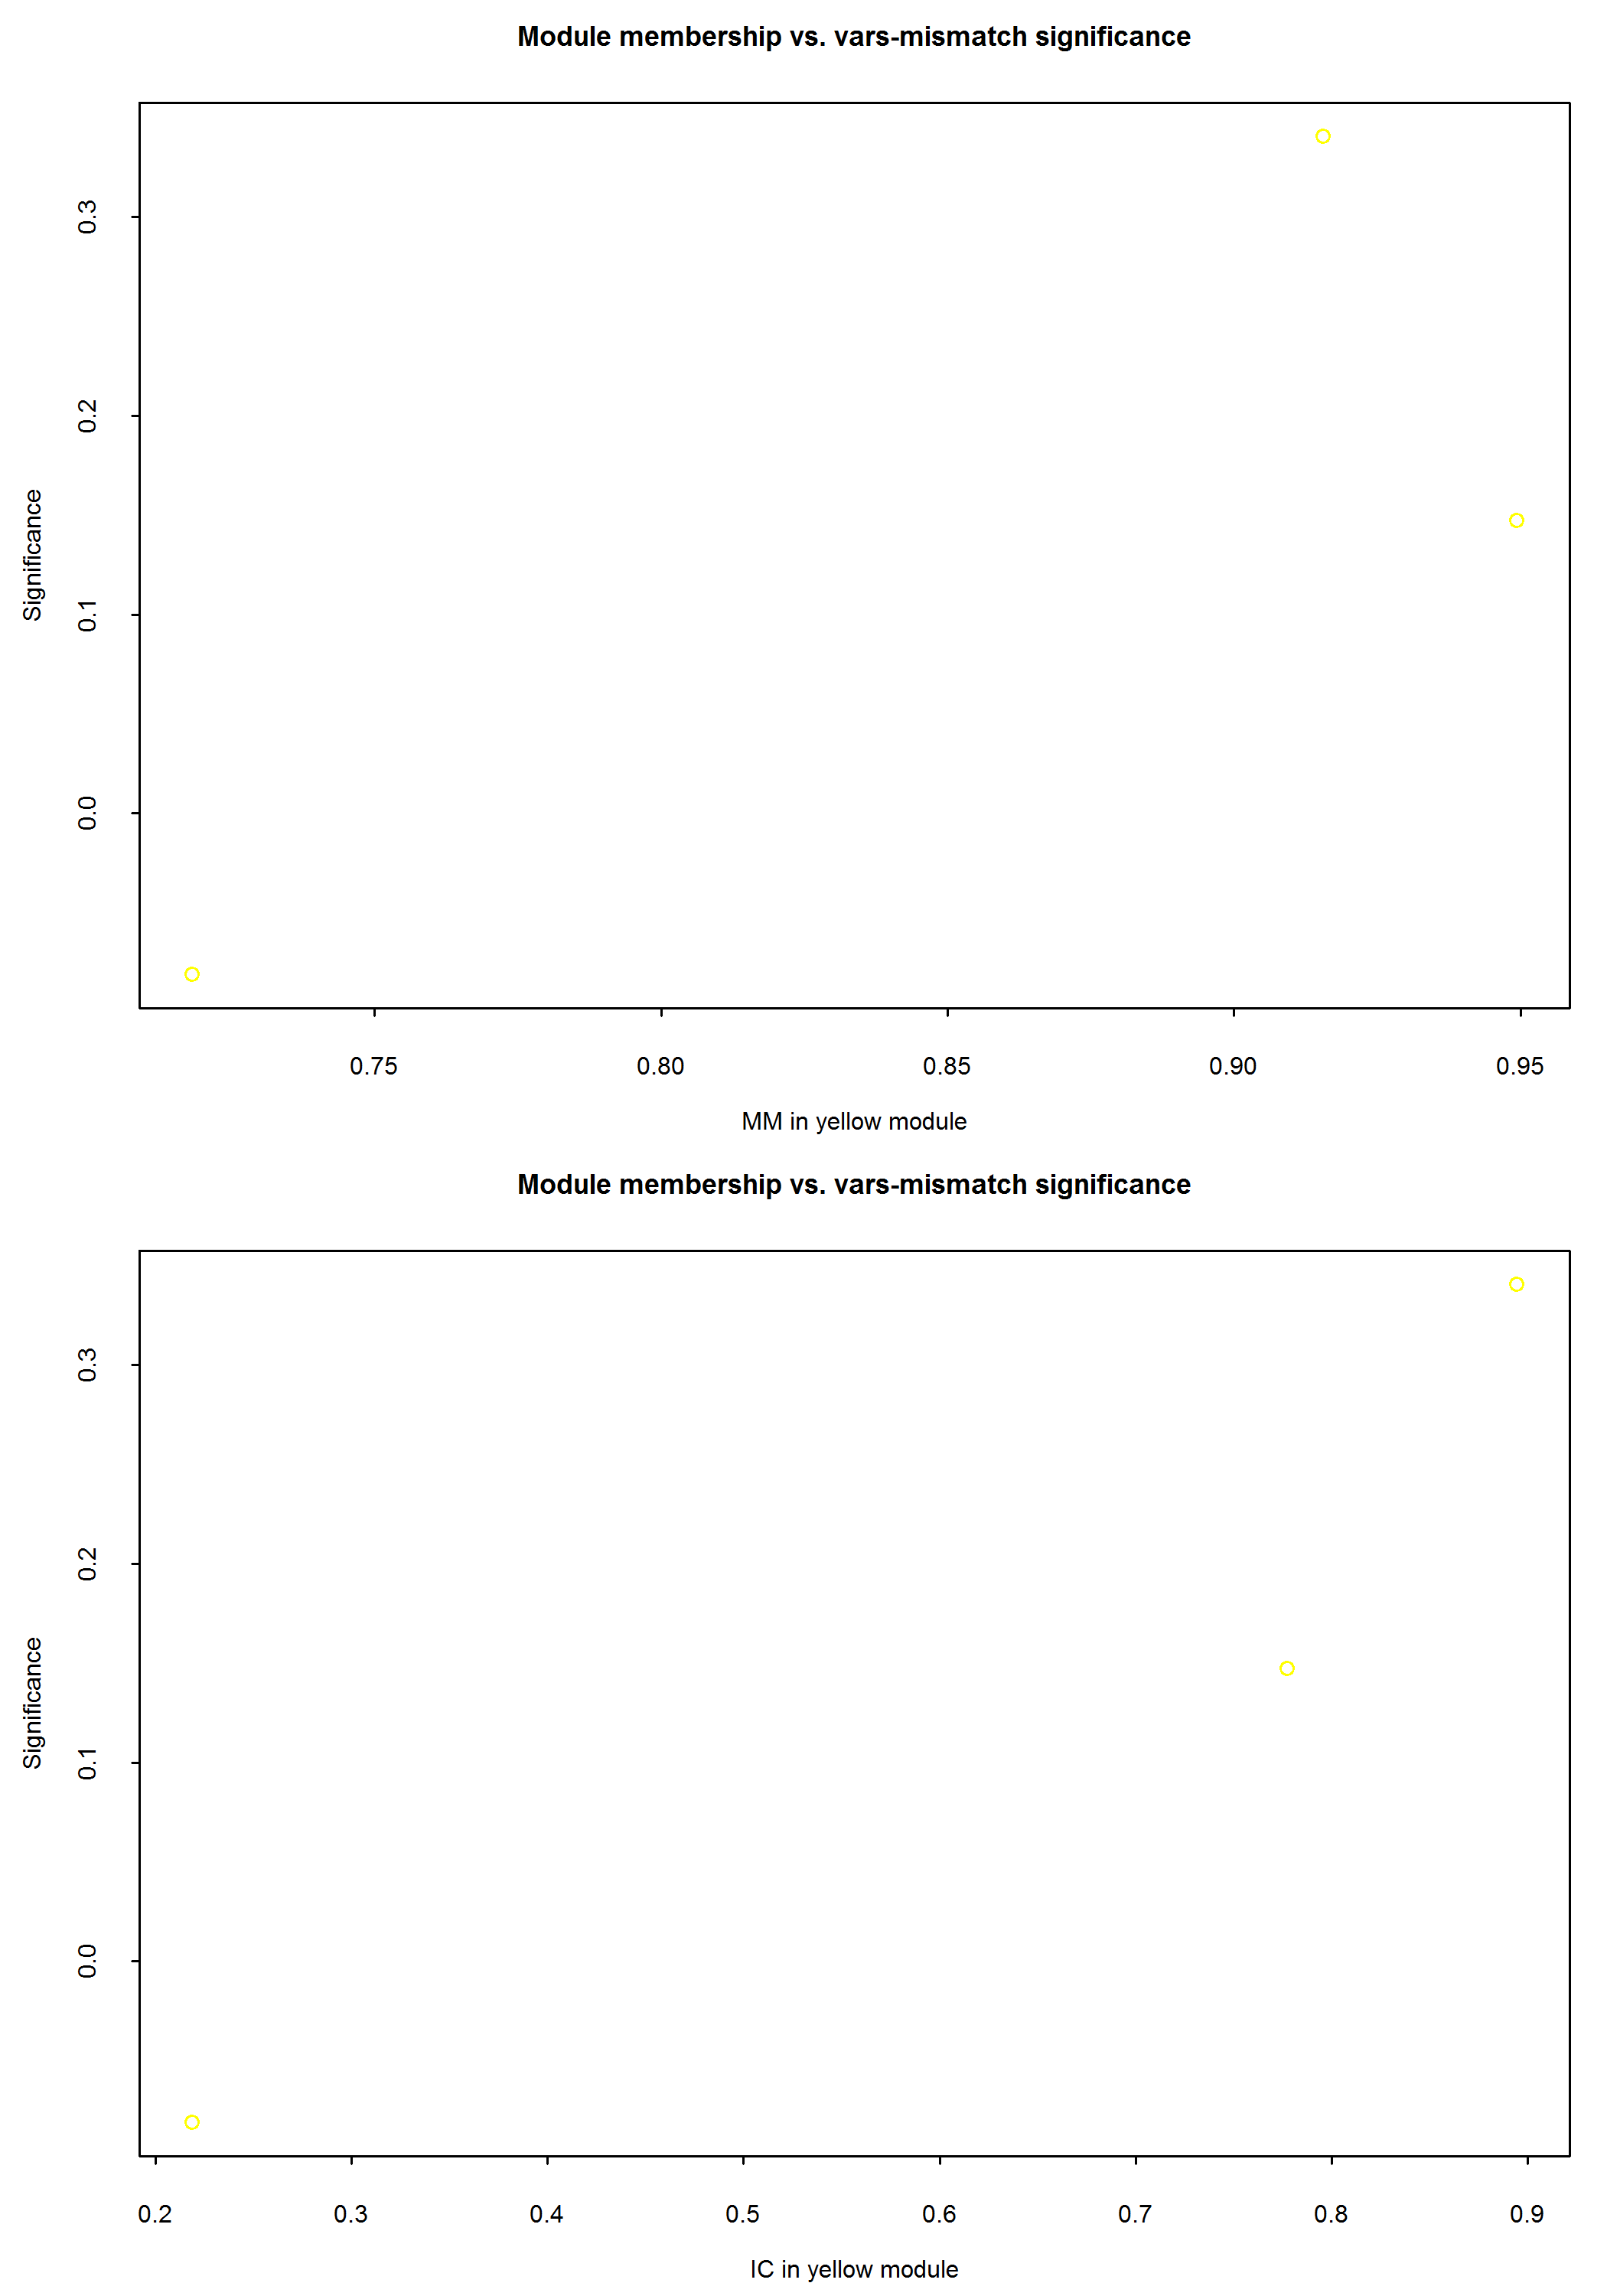 Module membership vs. vars-mismatch significance
0.3
0.2
0.1
0.0
Significance
0.75 0.80 0.85 0.90 0.95
MM in yellow module
Module membership vs. vars-mismatch significance
0.3
0.2
0.1
0.0
Significance
0.2 0.3 0.4 0.5 0.6 0.7 0.8 0.9
IC in yellow module